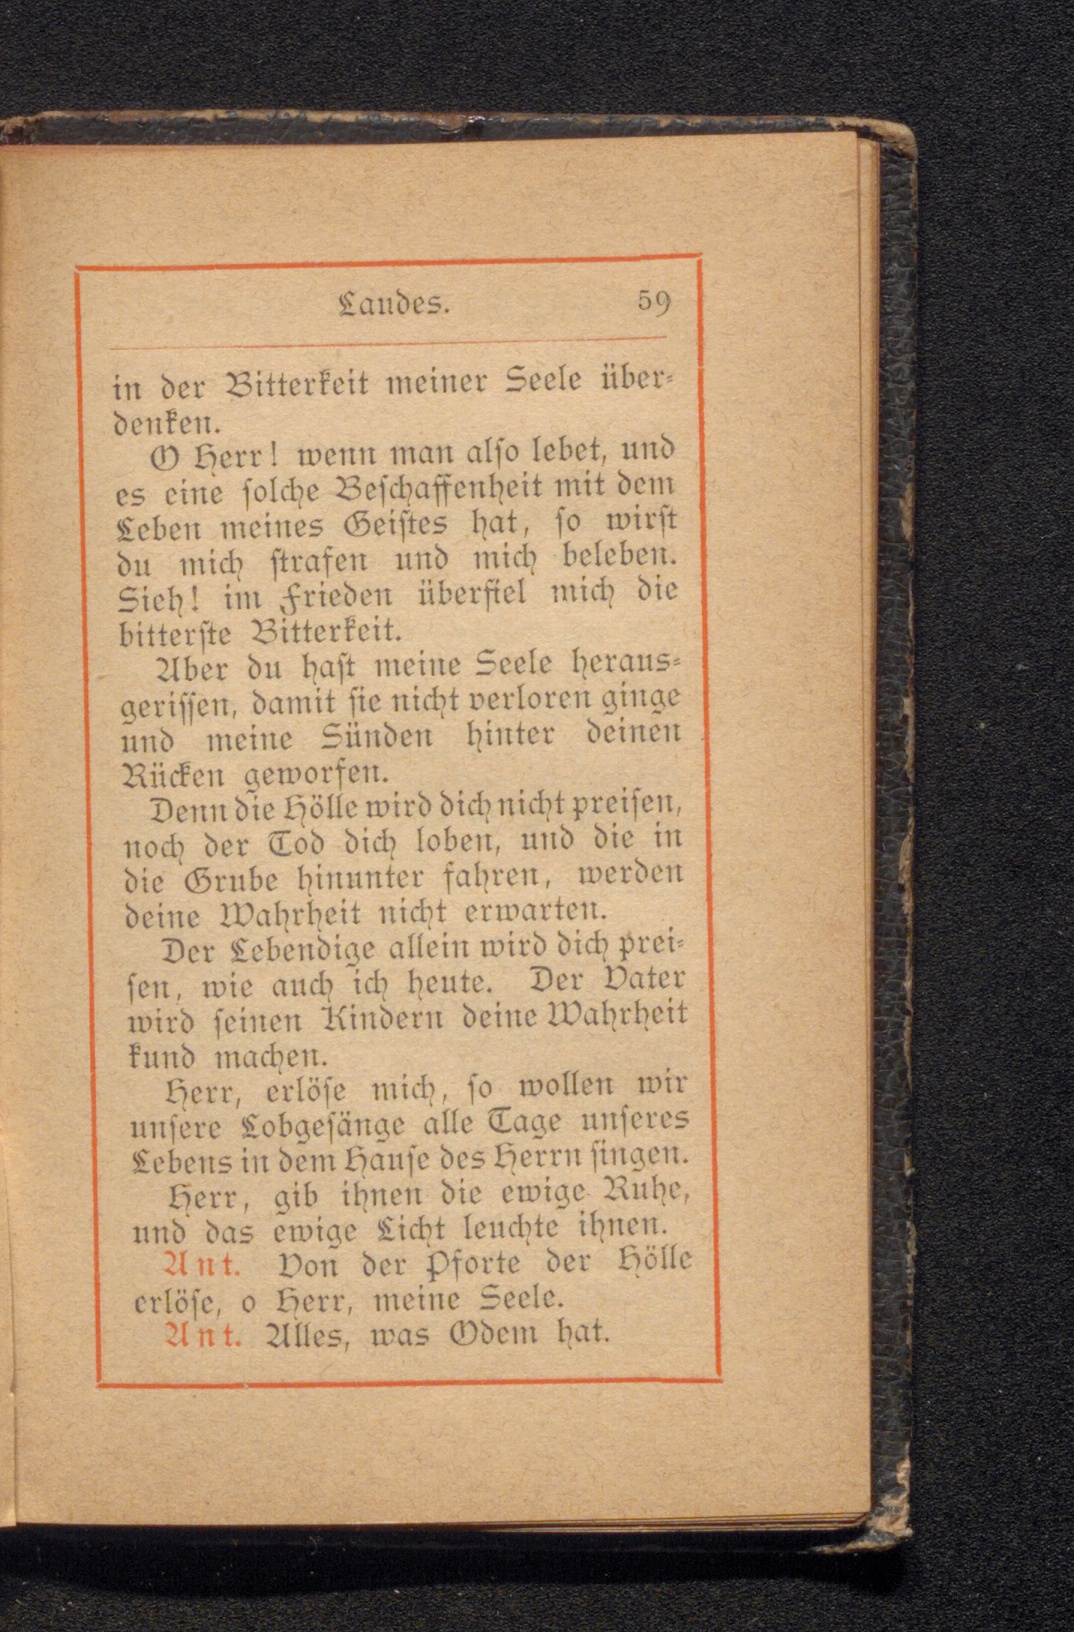 Laudes. 59
in der Bitterkeit meiner Seele über-
denken.
O Herr! wenn man also lebet, und
es eine solche Beschaffenheit mit dem
Leben meines Geistes hat, so wirst
du mich strafen und mich beleben.
Sieh! im Frieden überfiel mich die
bitterste Bitterkeit.
Aber du hast meine Seele heraus-
gerissen, damit sie nicht verloren ginge
und meine Sünden hinter deinen
Rücken geworfen.
Denn die Hölle wird dich nicht preisen,
noch der Tod dich loben, und die in
die Grube hinunter fahren, werden
deine Wahrheit nicht erwarten.
Der Lebendige allein wird dich prei-
sen, wie auch ich heute. Der Vater
wird seinen Kindern deine Wahrheit
kund machen.
Herr, erlöse mich, so wollen wir
unsere Lobgesänge alle Tage unseres
Lebens in dem Hause des Herrn singen.
Herr, gib ihnen die ewige Ruhe,
und das ewige Licht leuchte ihnen.
Ant. Von der Pforte der Hölle
erlöse, o Herr, meine Seele.
Ant. Alles, was Odem hat.